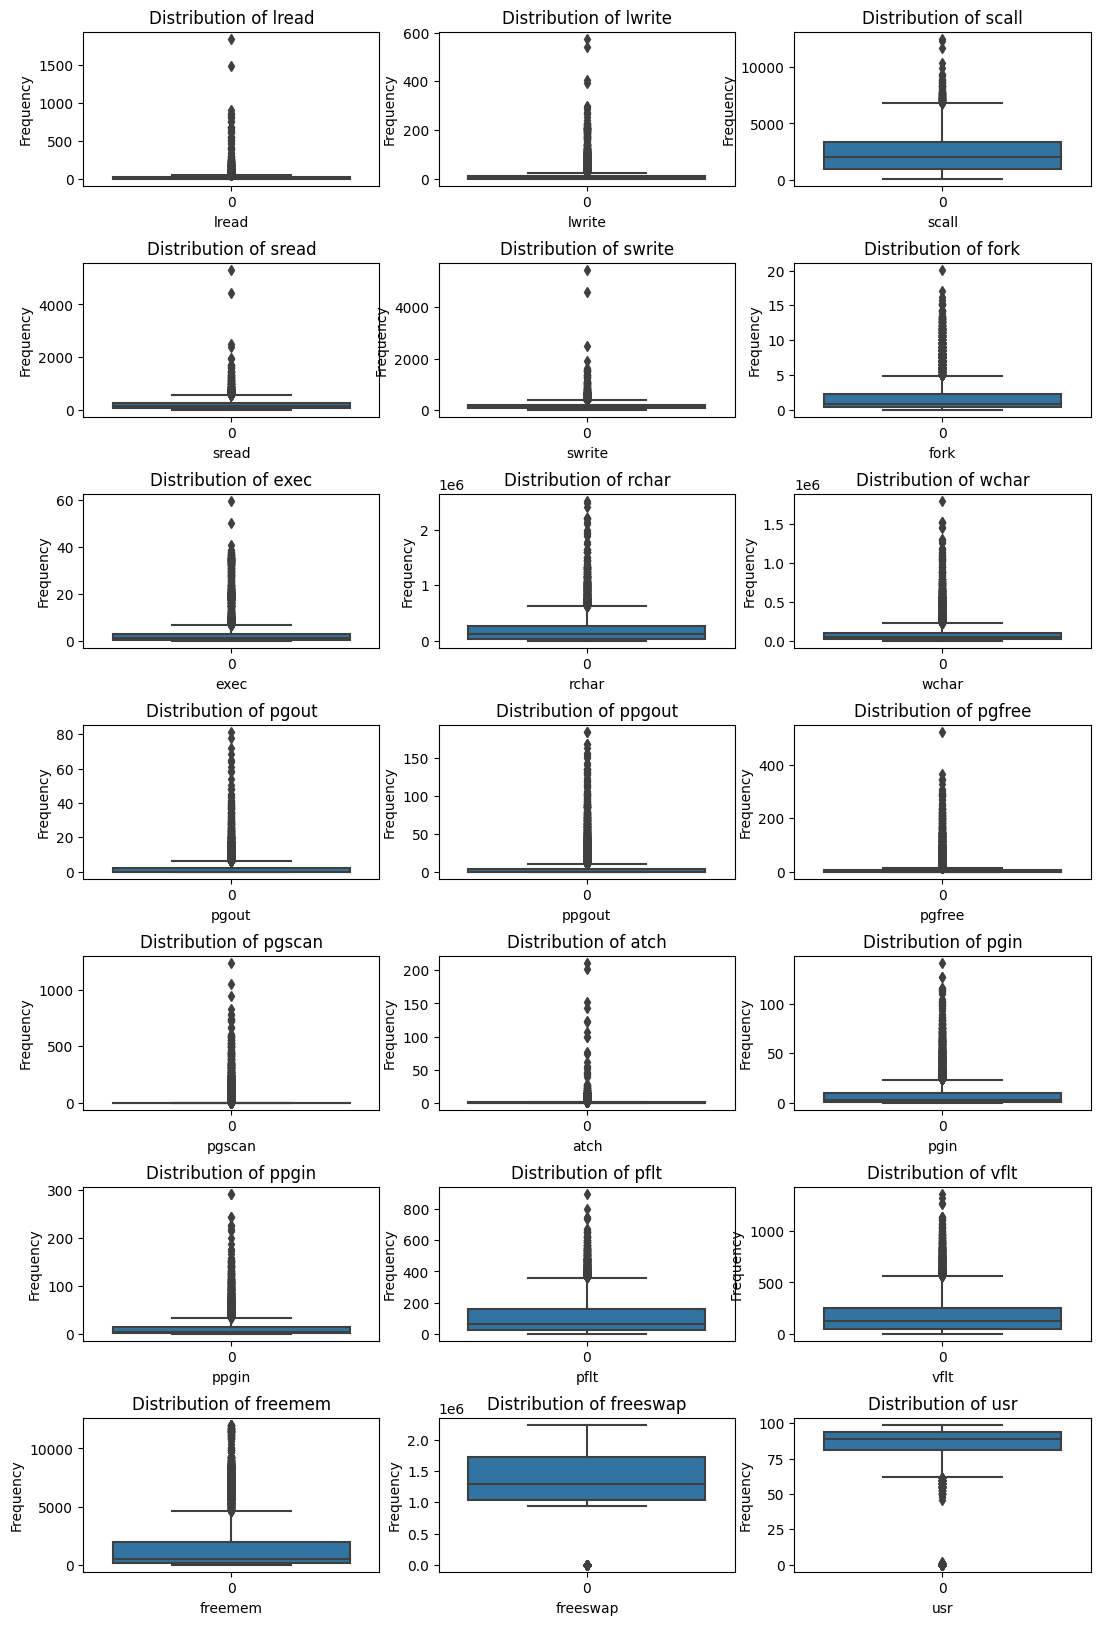 Distribution of lread
Frequency
1500
1000
500
0
0
lread
Distribution of lwrite
Frequency
600
400
200
0
0
lwrite
Distribution of scall
Frequency
10000
5000
0
0
scall
Distribution of sread
Frequency
4000
2000
0
0
sread
Distribution of swrite
Frequency
4000
2000
0
0
swrite
Distribution of fork
Frequency
20
15
10
5
0
0
fork
Distribution of exec
Frequency
60
40
20
0
0
exec
1e6
Distribution of rchar
Frequency
2
1
0
0
rchar
1e6
Distribution of wchar
Frequency
1.5
1.0
0.5
0.0
0
wchar
Distribution of pgout
Frequency
80
60
40
20
0
0
pgout
Distribution of ppgout
Frequency
150
100
50
0
0
ppgout
Distribution of pgfree
Frequency
400
200
0
0
pgfree
Distribution of pgscan
Frequency
1000
500
0
0
pgscan
Distribution of atch
Frequency
200
150
100
50
0
0
atch
Distribution of pgin
Frequency
100
50
0
0
pgin
Distribution of ppgin
Frequency
300
200
100
0
0
ppgin
Distribution of pflt
Frequency
800
600
400
200
0
0
pflt
Distribution of vflt
Frequency
1000
500
0
0
vflt
Distribution of freemem
Frequency
10000
5000
0
0
freemem
1e6
Distribution of freeswap
Frequency
2.0
1.5
1.0
0.5
0.0
0
freeswap
Distribution of usr
Frequency
100
75
50
25
0
0
usr